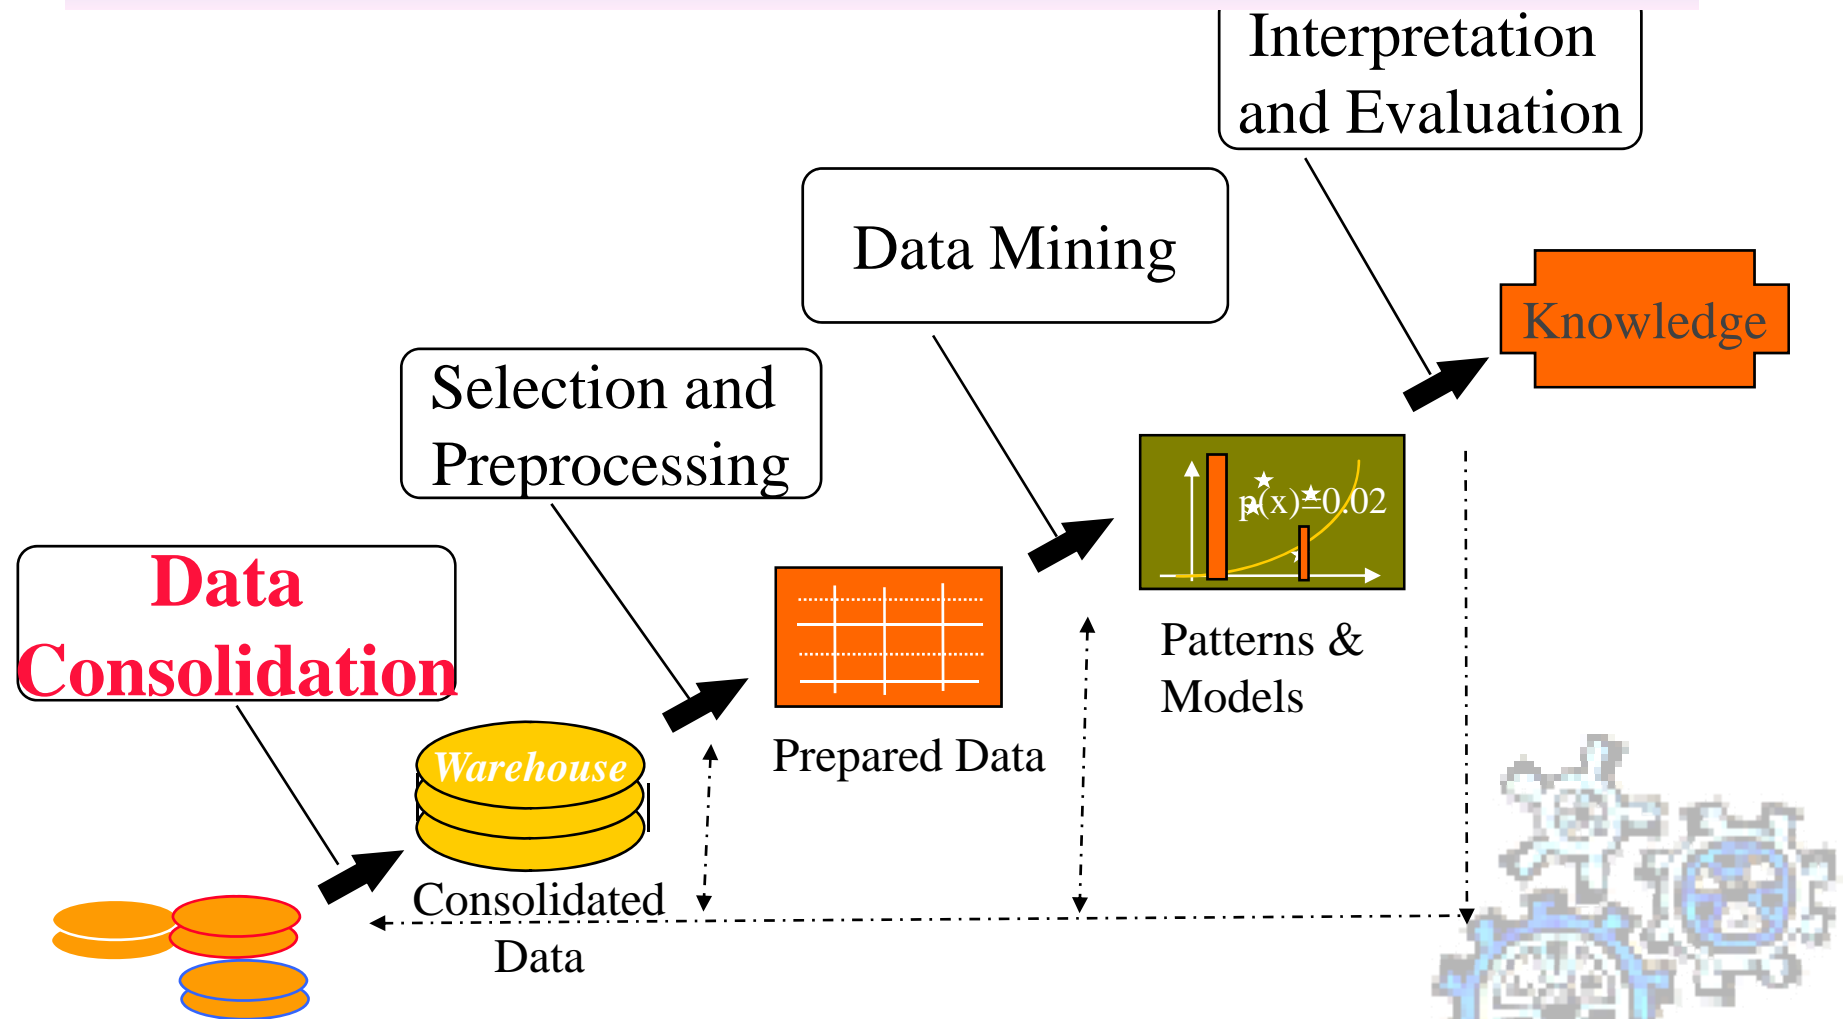 Interpretation
and Evaluation
Data Mining
Knowledge
Selection and
Preprocessing
p(x)=0.02
Data
Consolidation
Patterns &
Models
Prepared Data
Warehouse
Consolidated
Data